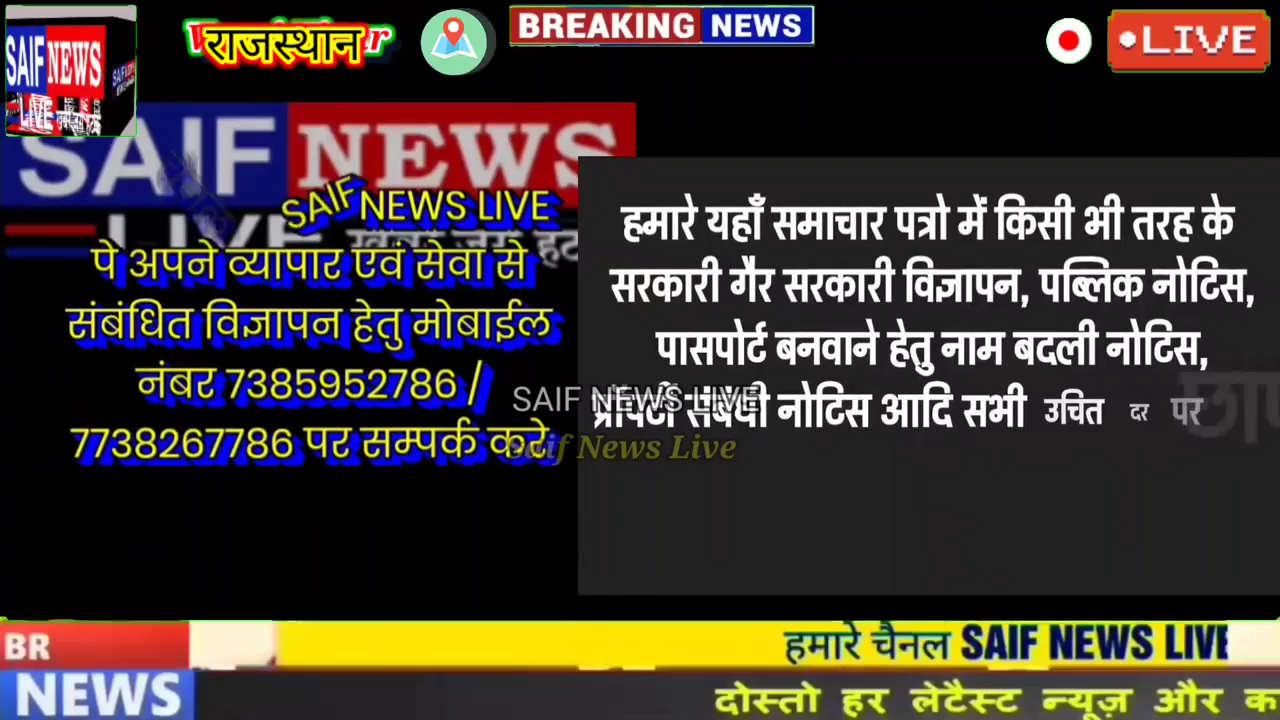 SAIF NEWS
LIVE
राजस्थान
BREAKING NEWS
LIVE
SAIF NEWS
LIVE
SAIF NEWS LIVE
पे अपने व्यापार एवं सेवा से
संबंधित विज्ञापन हेतु मोबाईल
नंबर 7385952786 /
7738267786 पर सम्पर्क करे
हमारे यहाँ समाचार पत्रो में किसी भी तरह के
सरकारी गैर सरकारी विज्ञापन, पब्लिक नोटिस,
पासपोर्ट बनवाने हेतु नाम बदली नोटिस,
नोटिस आदि सभी उचित दर पर
SAIF NEWS LIVE
Saif News Live
BR
NEWS
हमारे चैनल SAIF NEWS LIVE
दोस्तो हर लेटैस्ट न्यूज़ और क